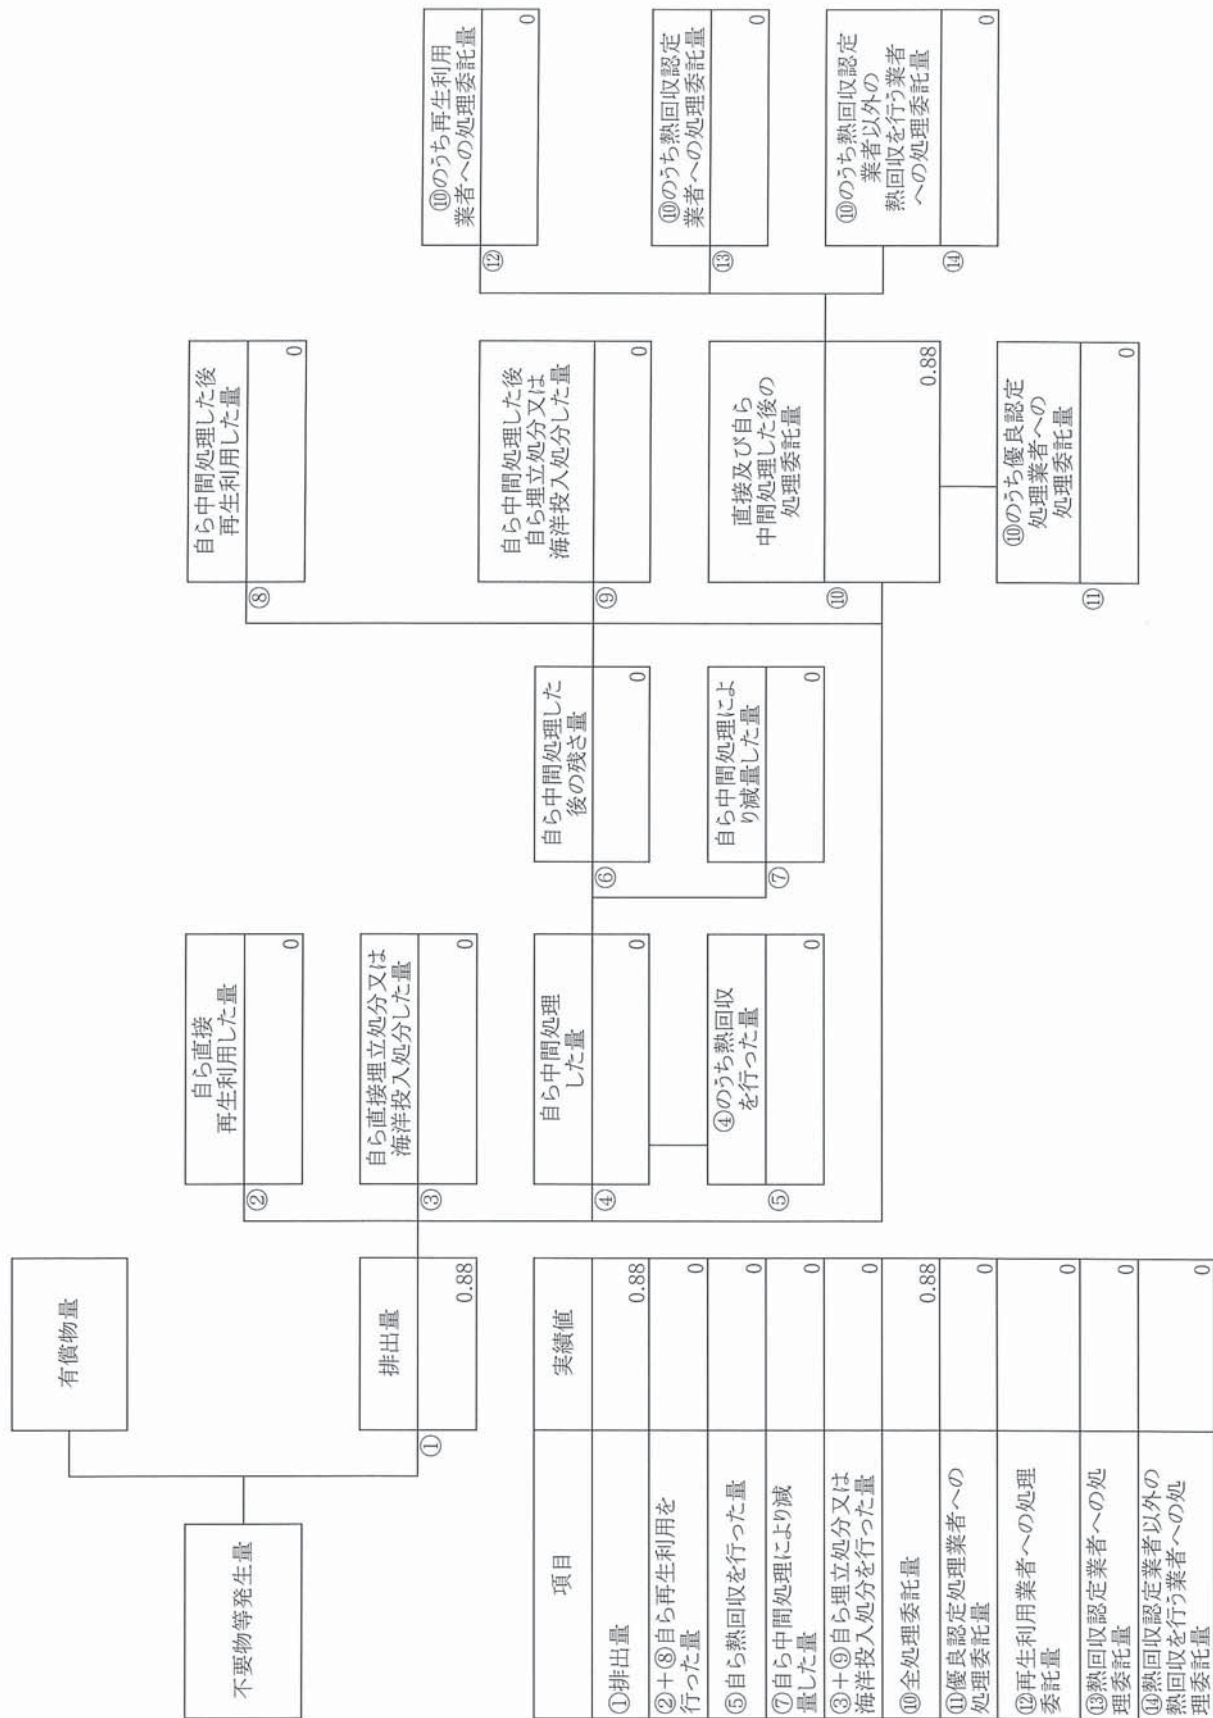 不要物等発生量
有償物量
①
排出量
0.88
②
自ら直接
再生利用した量
0
③
自ら直接埋立処分又は
海洋投入処分した量
0
④
自ら中間処理
した量
0
⑤
④のうち熱回収
を行った量
0
⑥
自ら中間処理した
後の残さ量
0
⑦
自ら中間処理によ
り減量した量
0
⑧
自ら中間処理した後
再生利用した量
0
⑨
自ら中間処理した後
自ら埋立処分又は
海洋投入処分した量
0
⑩
直接及び自ら
中間処理した後の
処理委託量
0.88
⑪
⑩のうち優良認定
処理業者への
処理委託量
0
⑫
⑩のうち再生利用
業者への処理委託量
0
⑬
⑩のうち熱回収認定
業者への処理委託量
0
⑭
⑩のうち熱回収認定
業者以外の
熱回収を行う業者
への処理委託量
0
項目 実績値
①排出量 0.88
②+⑧自ら再生利用を
行った量 0
⑤自ら熱回収を行った量 0
⑦自ら中間処理により減
量した量 0
③+⑨自ら埋立処分又は
海洋投入処分を行った量 0
⑩全処理委託量 0.88
⑪優良認定処理業者への
処理委託量 0
⑫再生利用業者への処理
委託量 0
⑬熱回収認定業者への処
理委託量 0
⑭熱回収認定業者以外の
熱回収を行う業者への処
理委託量 0